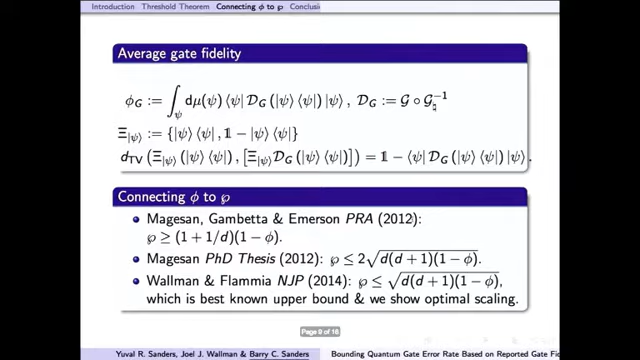 Introduction Threshold Theorem Connecting ϕ to ℘ Conclusi
Average gate fidelity
ϕ_G := ∫_ψ dμ(ψ) ⟨ψ| 𝒟_G (|ψ⟩ ⟨ψ|) |ψ⟩ , 𝒟_G := 𝒢 ∘ 𝒢_♮^{-1}
Ξ_{|ψ⟩} := {|ψ⟩ ⟨ψ| , 𝟙 − |ψ⟩ ⟨ψ|}
d_TV (Ξ_{|ψ⟩} (|ψ⟩ ⟨ψ|) , [Ξ_{|ψ⟩} 𝒟_G (|ψ⟩ ⟨ψ|)]) = 𝟙 − ⟨ψ| 𝒟_G (|ψ⟩ ⟨ψ|) |ψ⟩ .
Connecting ϕ to ℘
Magesan, Gambetta & Emerson PRA (2012):
℘ ≥ (1 + 1/d)(1 − ϕ).
Magesan PhD Thesis (2012): ℘ ≤ 2√d(d + 1)(1 − ϕ).
Wallman & Flammia NJP (2014): ℘ ≤ √d(d + 1)(1 − ϕ),
which is best known upper bound & we show optimal scaling.
Page 9 of 16
Yuval R. Sanders, Joel J. Wallman & Barry C. Sanders Bounding Quantum Gate Error Rate Based on Reported Gate Fid